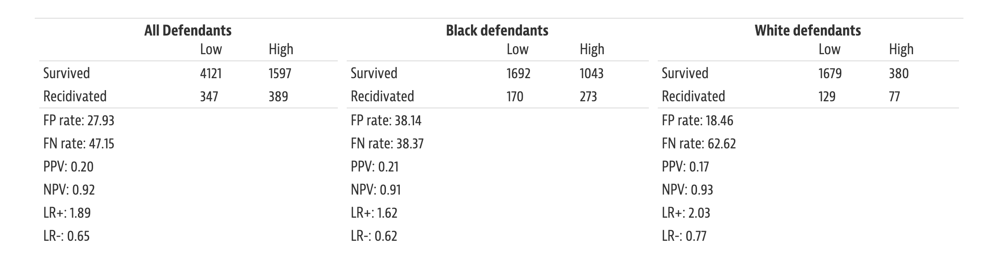 All Defendants Black defendants White defendants
Low High Low High Low High
Survived 4121 1597 Survived 1692 1043 Survived 1679 380
Recidivated 347 389 Recidivated 170 273 Recidivated 129 77
FP rate: 27.93 FP rate: 38.14 FP rate: 18.46
FN rate: 47.15 FN rate: 38.37 FN rate: 62.62
PPV: 0.20 PPV: 0.21 PPV: 0.17
NPV: 0.92 NPV: 0.91 NPV: 0.93
LR+: 1.89 LR+: 1.62 LR+: 2.03
LR-: 0.65 LR-: 0.62 LR-: 0.77